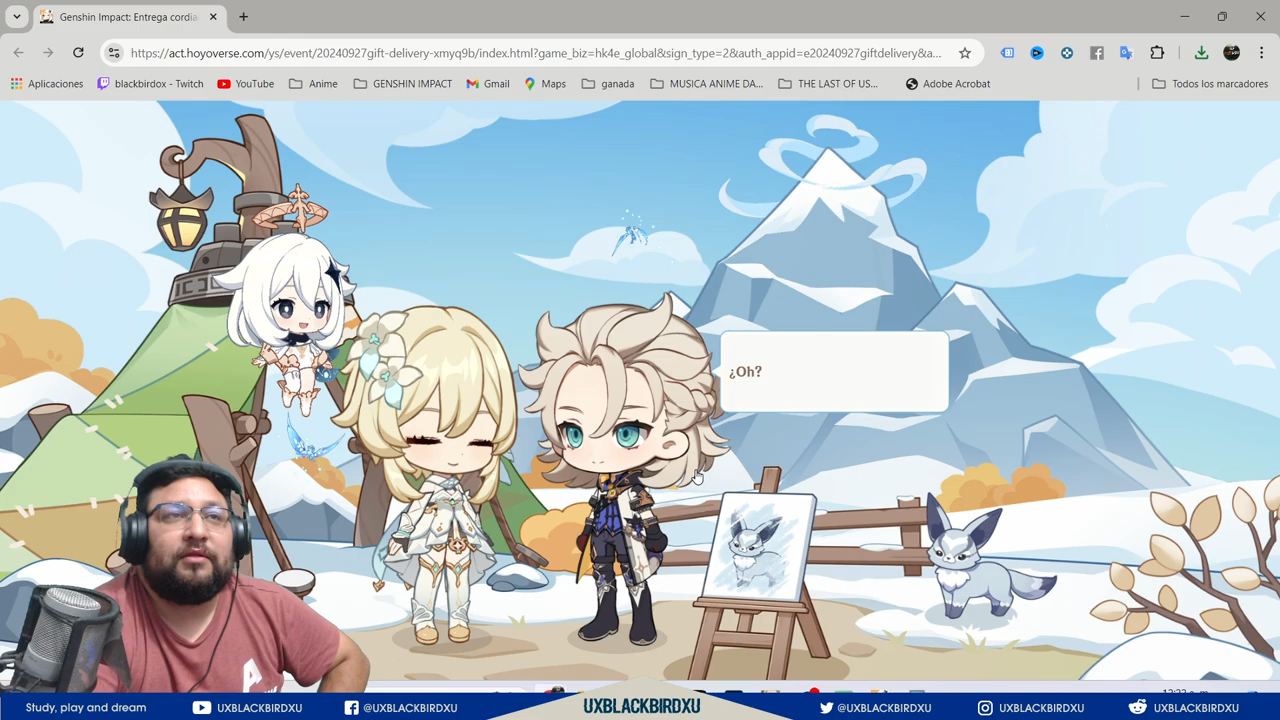 Genshin Impact: Entrega cordia
https://act.hoyoverse.com/ys/event/20240927gift-delivery-xmyq9b/index.html?game_biz=hk4e_global&sign_type=2&auth_appid=e20240927giftdelivery&a...
Aplicaciones
blackbirdox - Twitch
YouTube
Anime
GENSHIN IMPACT
Gmail
Maps
ganada
MUSICA ANIME DA...
THE LAST OF US...
Adobe Acrobat
Todos los marcadores
¿Oh?
Study, play and dream
UXBLACKBIRDXU
@UXBLACKBIRDXU
UXBLACKBIRDXU
@UXBLACKBIRDXU
UXBLACKBIRDXU
UXBLACKBIRDXU